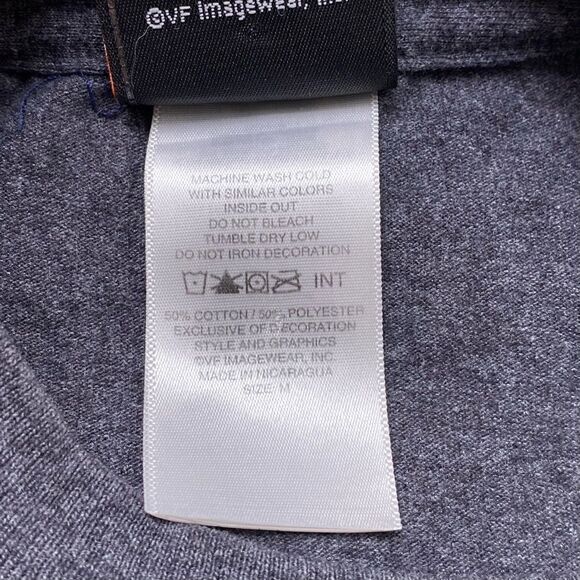 ©VF Imagewear, Inc.
MACHINE WASH COLD
WITH SIMILAR COLORS
INSIDE OUT
DO NOT BLEACH
TUMBLE DRY LOW
DO NOT IRON DECORATION
INT
50% COTTON / 50% POLYESTER
EXCLUSIVE OF DECORATION
STYLE AND GRAPHICS
©VF IMAGEWEAR, INC
MADE IN NICARAGUA
SIZE: M